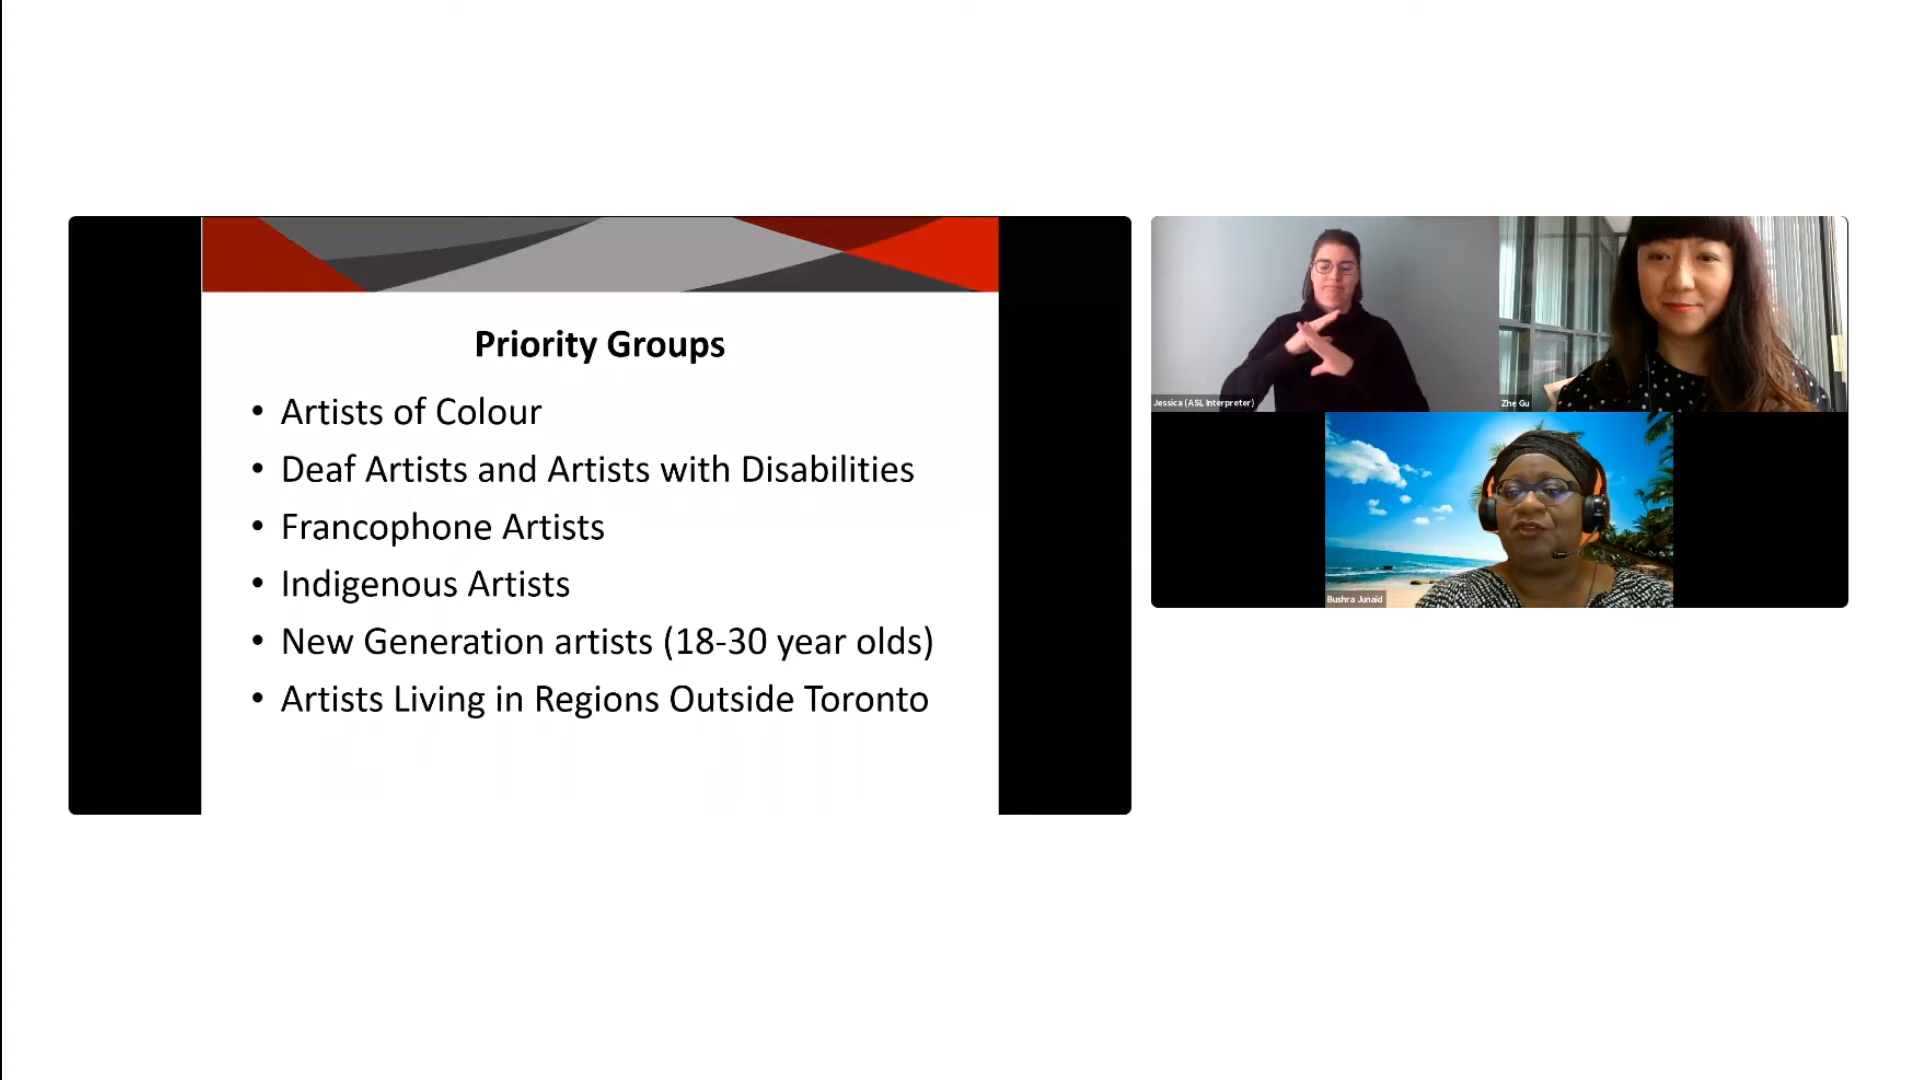 Priority Groups
• Artists of Colour
• Deaf Artists and Artists with Disabilities
• Francophone Artists
• Indigenous Artists
• New Generation artists (18-30 year olds)
• Artists Living in Regions Outside Toronto
Jessica (ASL Interpreter)
Zhe Gu
Bushra Junaid